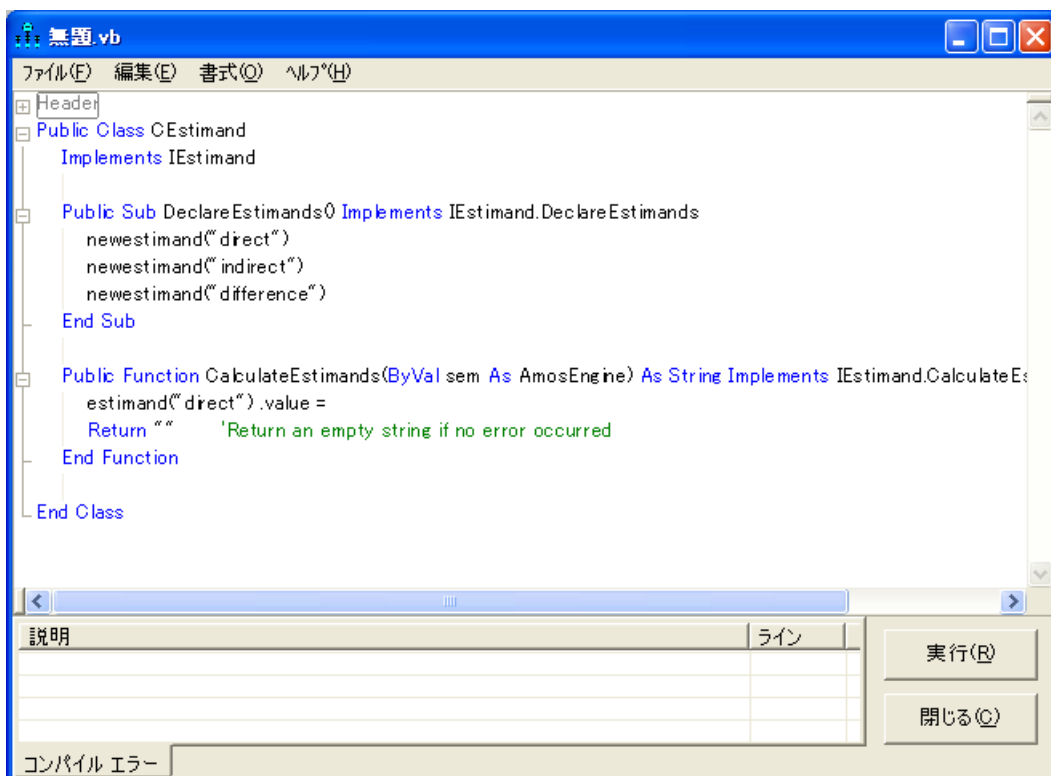 無題.vb
ファイル(F) 編集(E) 書式(O) ヘルプ(H)
Header
Public Class CEstimand
Implements IEstimand
Public Sub DeclareEstimands() Implements IEstimand.DeclareEstimands
newestimand("direct")
newestimand("indirect")
newestimand("difference")
End Sub
Public Function CalculateEstimands(ByVal sem As AmosEngine) As String Implements IEstimand.CalculateEs
estimand("direct").value =
Return "" 'Return an empty string if no error occurred
End Function
End Class
説明 ライン
実行(R)
閉じる(C)
コンパイル エラー